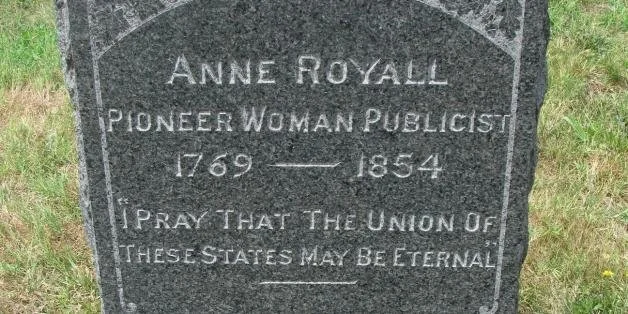 ANNE ROYALL
PIONEER WOMAN PUBLICIST
1769 — 1854
"I PRAY THAT THE UNION OF
THESE STATES MAY BE ETERNAL"